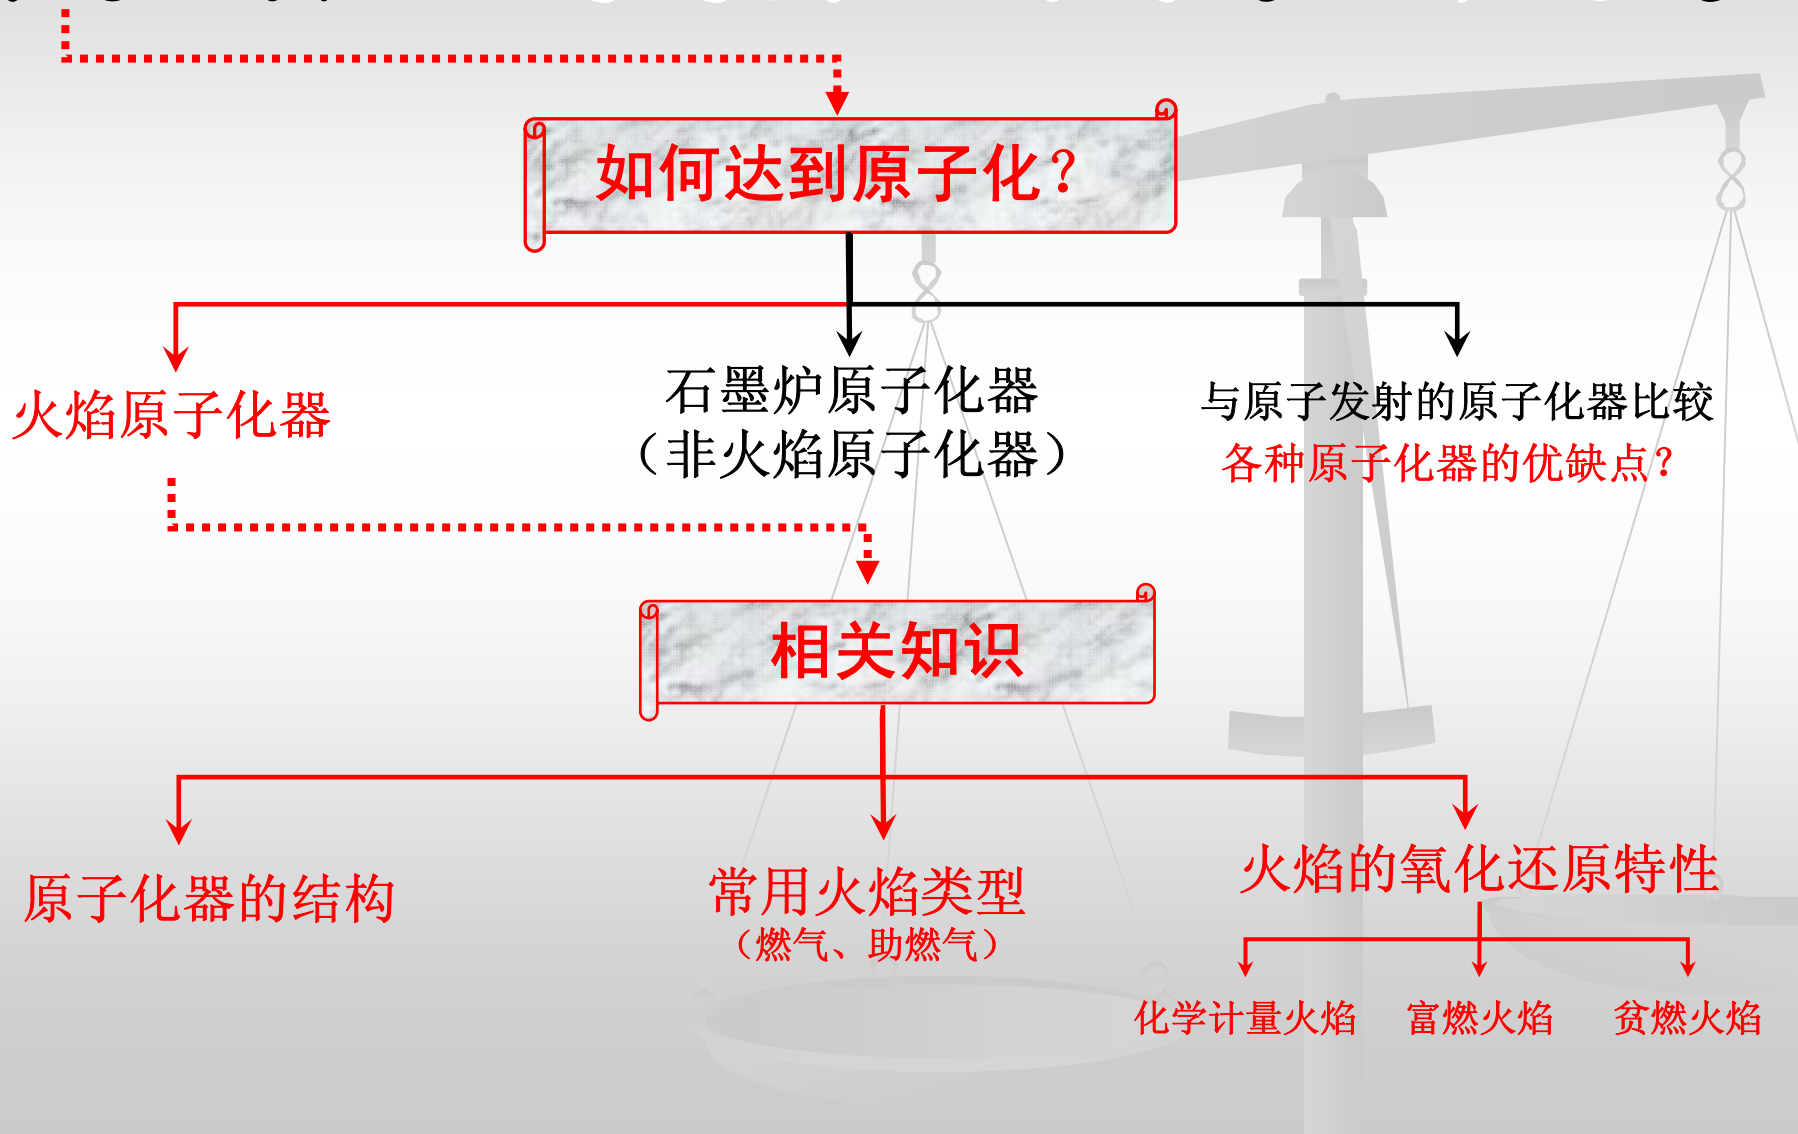 如何达到原子化？
火焰原子化器
石墨炉原子化器
（非火焰原子化器）
与原子发射的原子化器比较
各种原子化器的优缺点？
相关知识
原子化器的结构
常用火焰类型
（燃气、助燃气）
火焰的氧化还原特性
化学计量火焰
富燃火焰
贫燃火焰